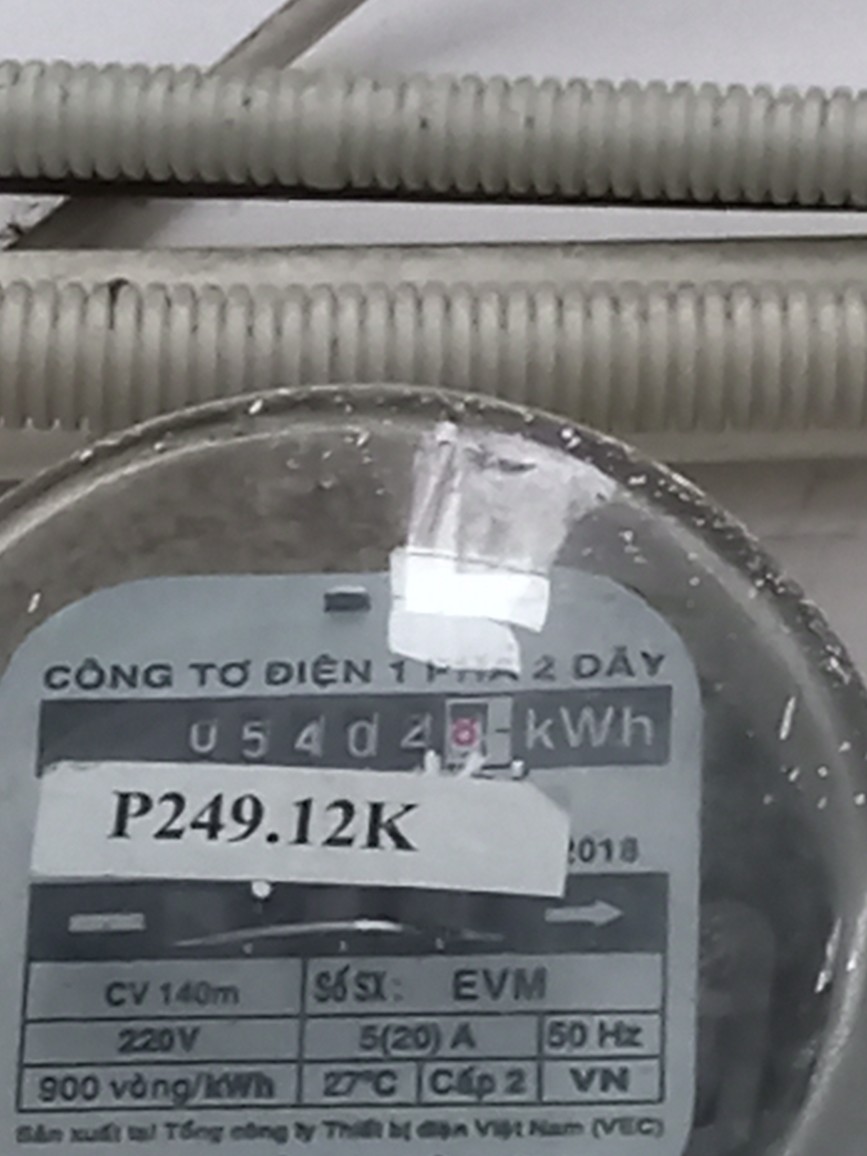 CÔNG TƠ ĐIỆN 1 PHA 2 DÂY
05404 kWh
P249.12K
2018
CV 140m SỐ SX: EVM
220V 5(20) A 50 Hz
900 vòng/kWh 27°C Cấp 2 VN
Sản xuất tại Tổng công ty Thiết bị điện Việt Nam (VEC)